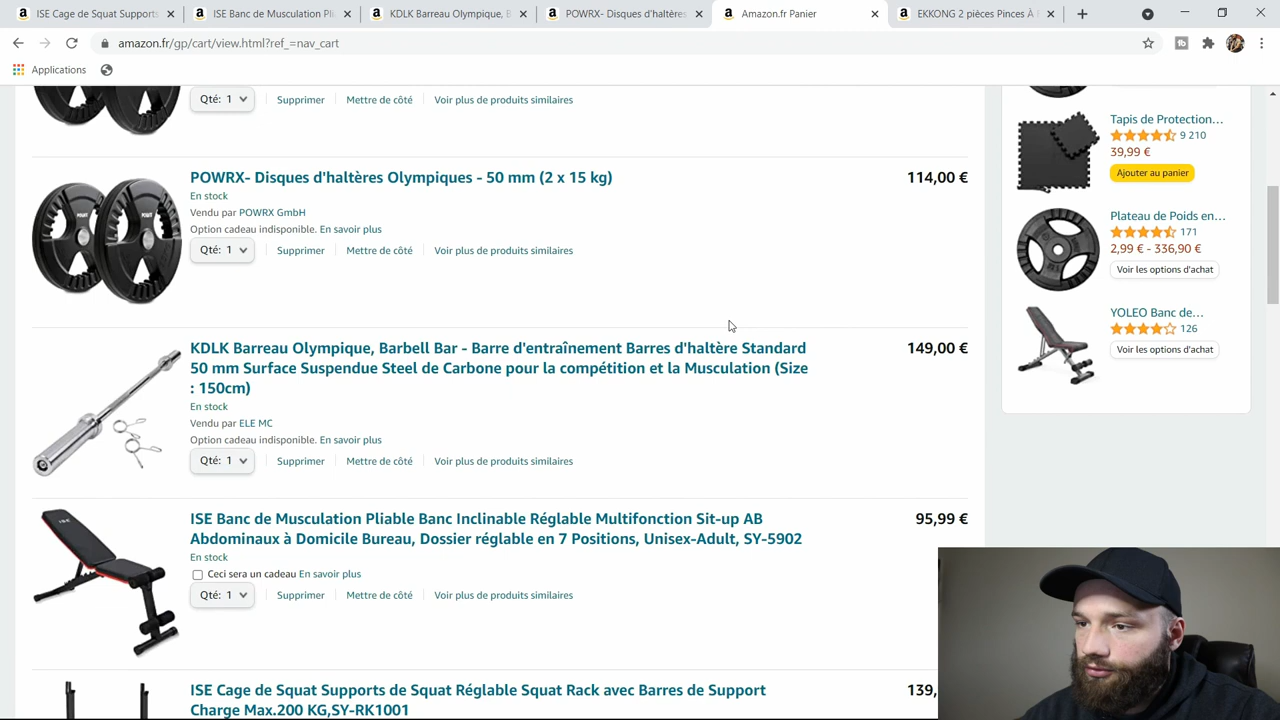 ISE Cage de Squat Supports
ISE Banc de Musculation Pli
KDLK Barreau Olympique, B
POWRX- Disques d'haltères
Amazon.fr Panier
EKKONG 2 pièces Pinces À
amazon.fr/gp/cart/view.html?ref_=nav_cart
Applications
Qté: 1
Supprimer
Mettre de côté
Voir plus de produits similaires
POWRX- Disques d'haltères Olympiques - 50 mm (2 x 15 kg)
114,00 €
En stock
Vendu par POWRX GmbH
Option cadeau indisponible. En savoir plus
Qté: 1
Supprimer
Mettre de côté
Voir plus de produits similaires
KDLK Barreau Olympique, Barbell Bar - Barre d'entraînement Barres d'haltère Standard
149,00 €
50 mm Surface Suspendue Steel de Carbone pour la compétition et la Musculation (Size
: 150cm)
En stock
Vendu par ELE MC
Option cadeau indisponible. En savoir plus
Qté: 1
Supprimer
Mettre de côté
Voir plus de produits similaires
ISE Banc de Musculation Pliable Banc Inclinable Réglable Multifonction Sit-up AB
95,99 €
Abdominaux à Domicile Bureau, Dossier réglable en 7 Positions, Unisex-Adult, SY-5902
En stock
Ceci sera un cadeau En savoir plus
Qté: 1
Supprimer
Mettre de côté
Voir plus de produits similaires
ISE Cage de Squat Supports de Squat Réglable Squat Rack avec Barres de Support
139,
Charge Max.200 KG,SY-RK1001
Tapis de Protection...
9 210
39,99 €
Ajouter au panier
Plateau de Poids en...
171
2,99 € - 336,90 €
Voir les options d'achat
YOLEO Banc de...
126
Voir les options d'achat